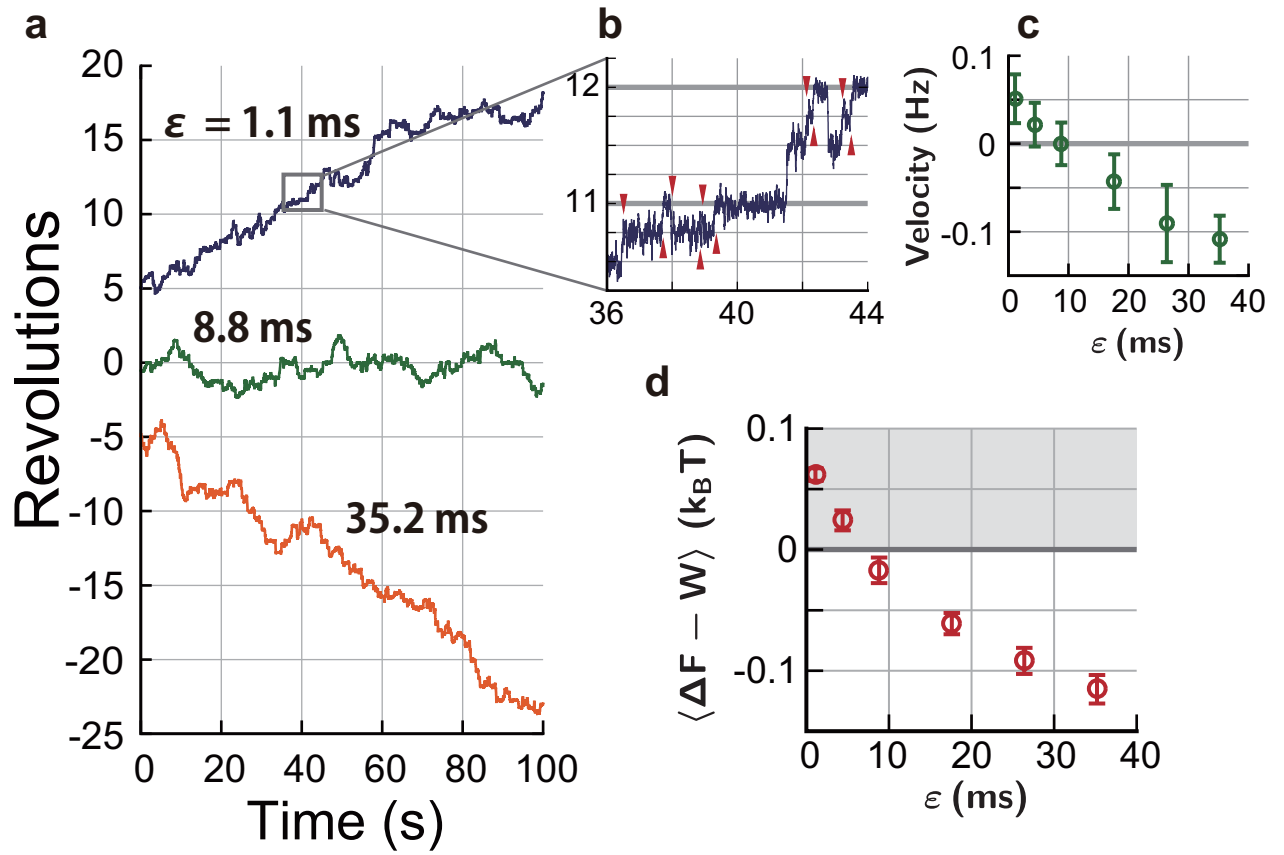 a
Revolutions
20
15
10
5
0
-5
-10
-15
-20
-25
ε = 1.1 ms
8.8 ms
35.2 ms
0 20 40 60 80 100
Time (s)
b
12
11
36 40 44
c
Velocity (Hz)
0.1
0
-0.1
0 10 20 30 40
ε (ms)
d
⟨ΔF − W⟩ (k_BT)
0.1
0
-0.1
0 10 20 30 40
ε (ms)